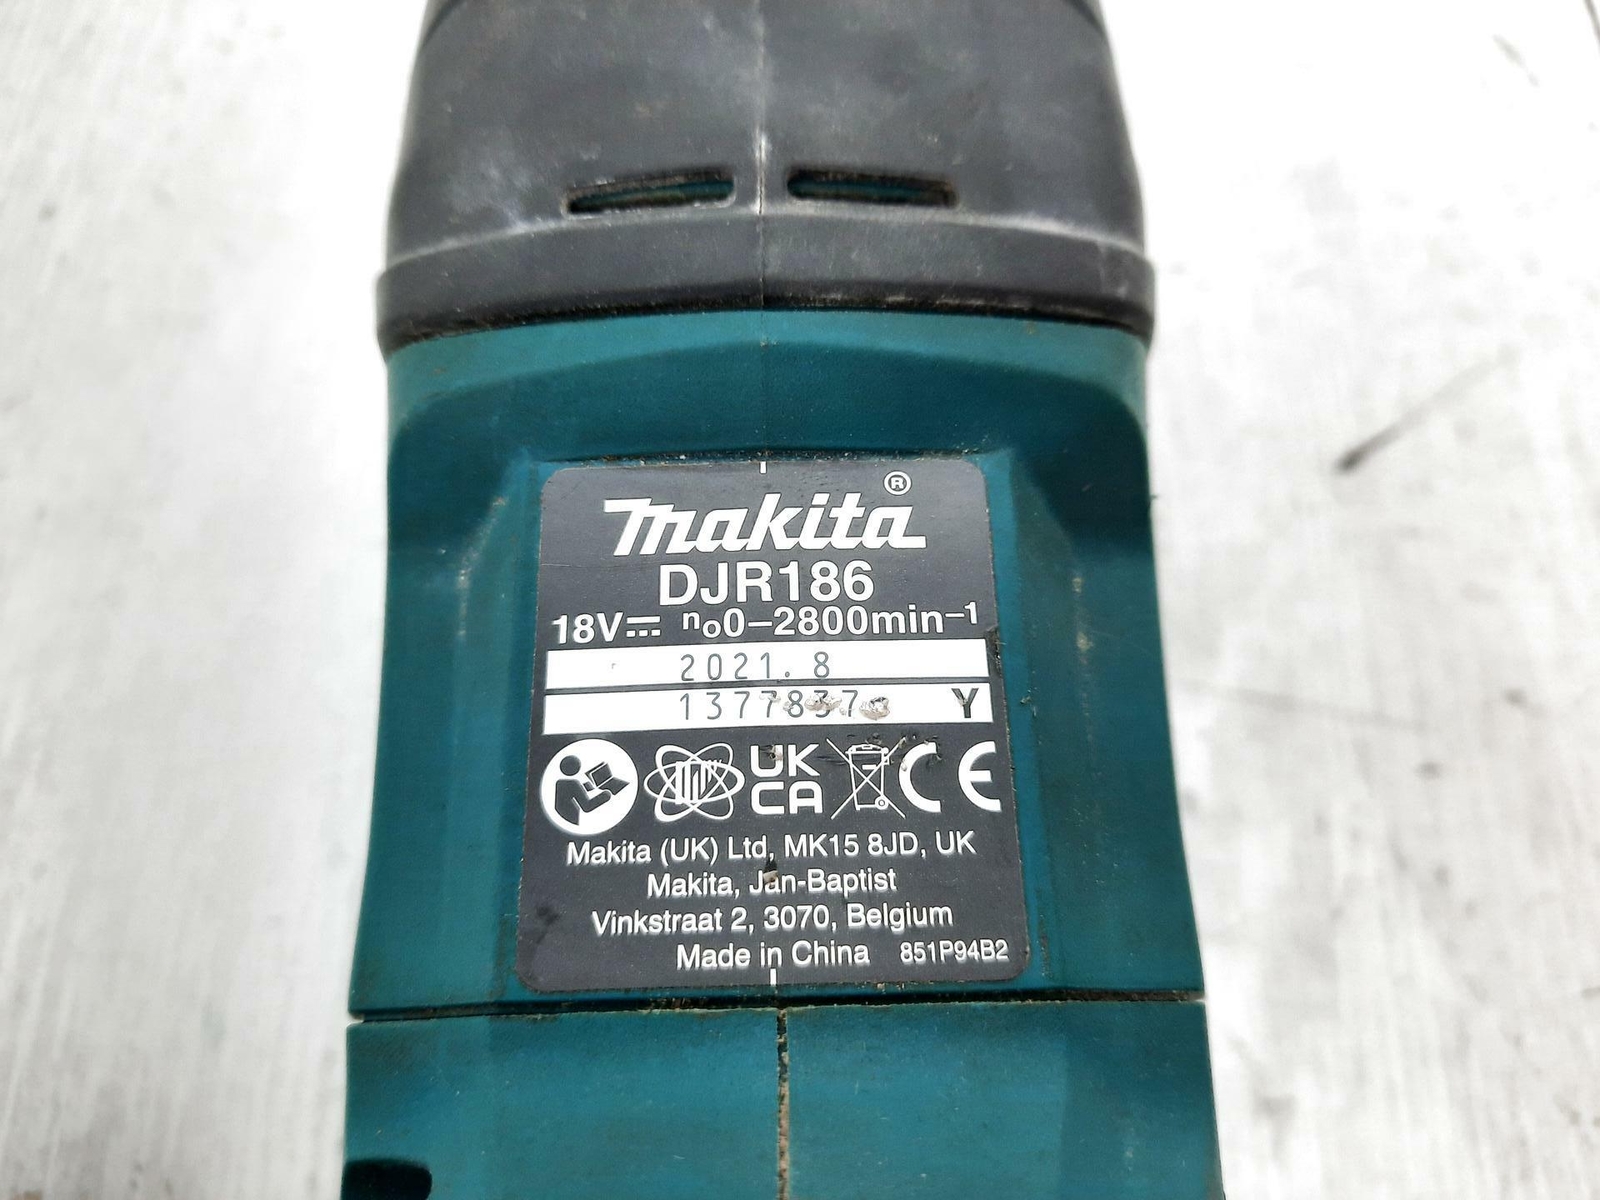 makita®
DJR186
18V⎓ no0–2800min–1
2021.8
Y
UK
CA
CE
Makita (UK) Ltd, MK15 8JD, UK
Makita, Jan-Baptist
Vinkstraat 2, 3070, Belgium
Made in China 851P94B2